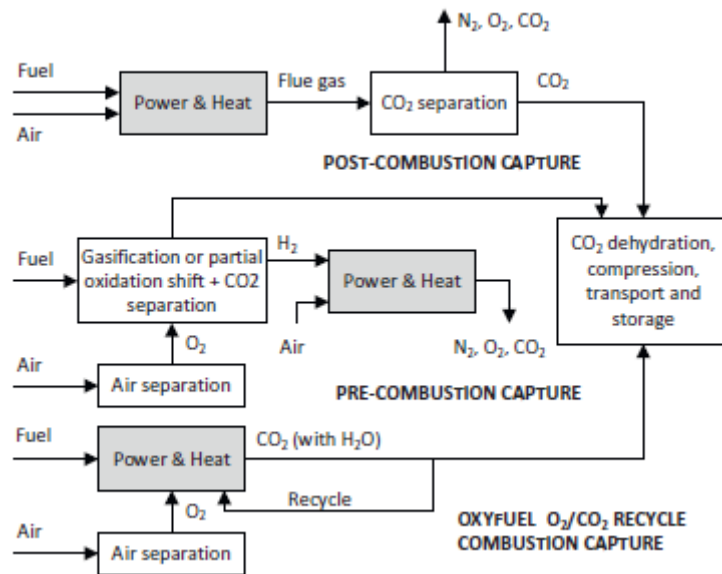 N₂, O₂, CO₂
Fuel
Power & Heat
Flue gas
CO₂ separation
CO₂
Air
POST-COMBUSTION CAPTURE
Fuel
Gasification or partial
oxidation shift + CO2
separation
H₂
Power & Heat
CO₂ dehydration,
compression,
transport and
storage
O₂
Air
N₂, O₂, CO₂
Air
Air separation
PRE-COMBUSTION CAPTURE
Fuel
Power & Heat
CO₂ (with H₂O)
Recycle
O₂
OXYFUEL O₂/CO₂ RECYCLE
COMBUSTION CAPTURE
Air
Air separation